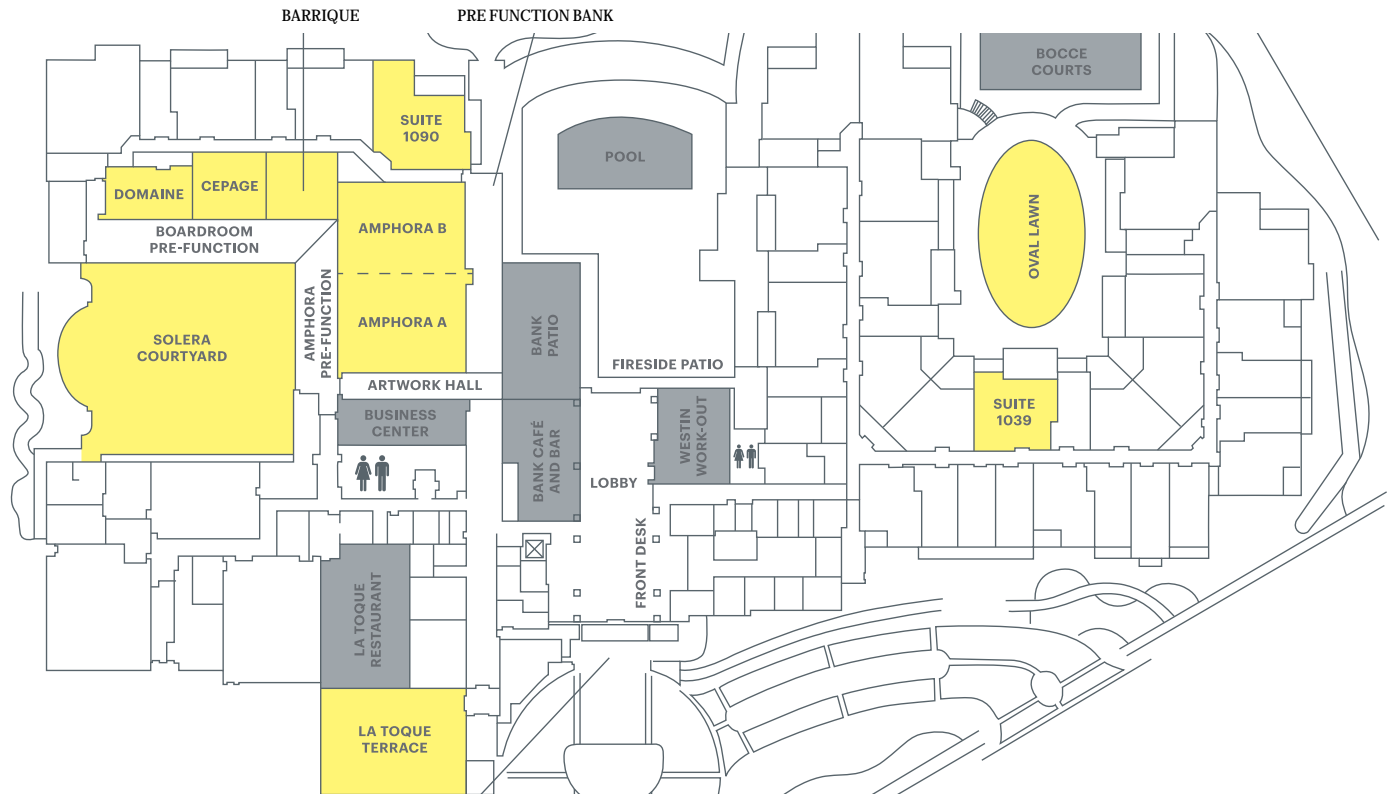 BARRIQUE
PRE FUNCTION BANK
BOCCE
COURTS
SUITE
1090
POOL
DOMAINE
CEPAGE
BOARDROOM
PRE-FUNCTION
AMPHORA B
OVAL LAWN
SOLERA
COURTYARD
AMPHORA
PRE-FUNCTION
AMPHORA A
BANK
PATIO
FIRESIDE PATIO
ARTWORK HALL
BUSINESS
CENTER
BANK CAFÉ
AND BAR
LOBBY
WESTIN
WORK-OUT
SUITE
1039
FRONT DESK
LA TOQUE
RESTAURANT
LA TOQUE
TERRACE